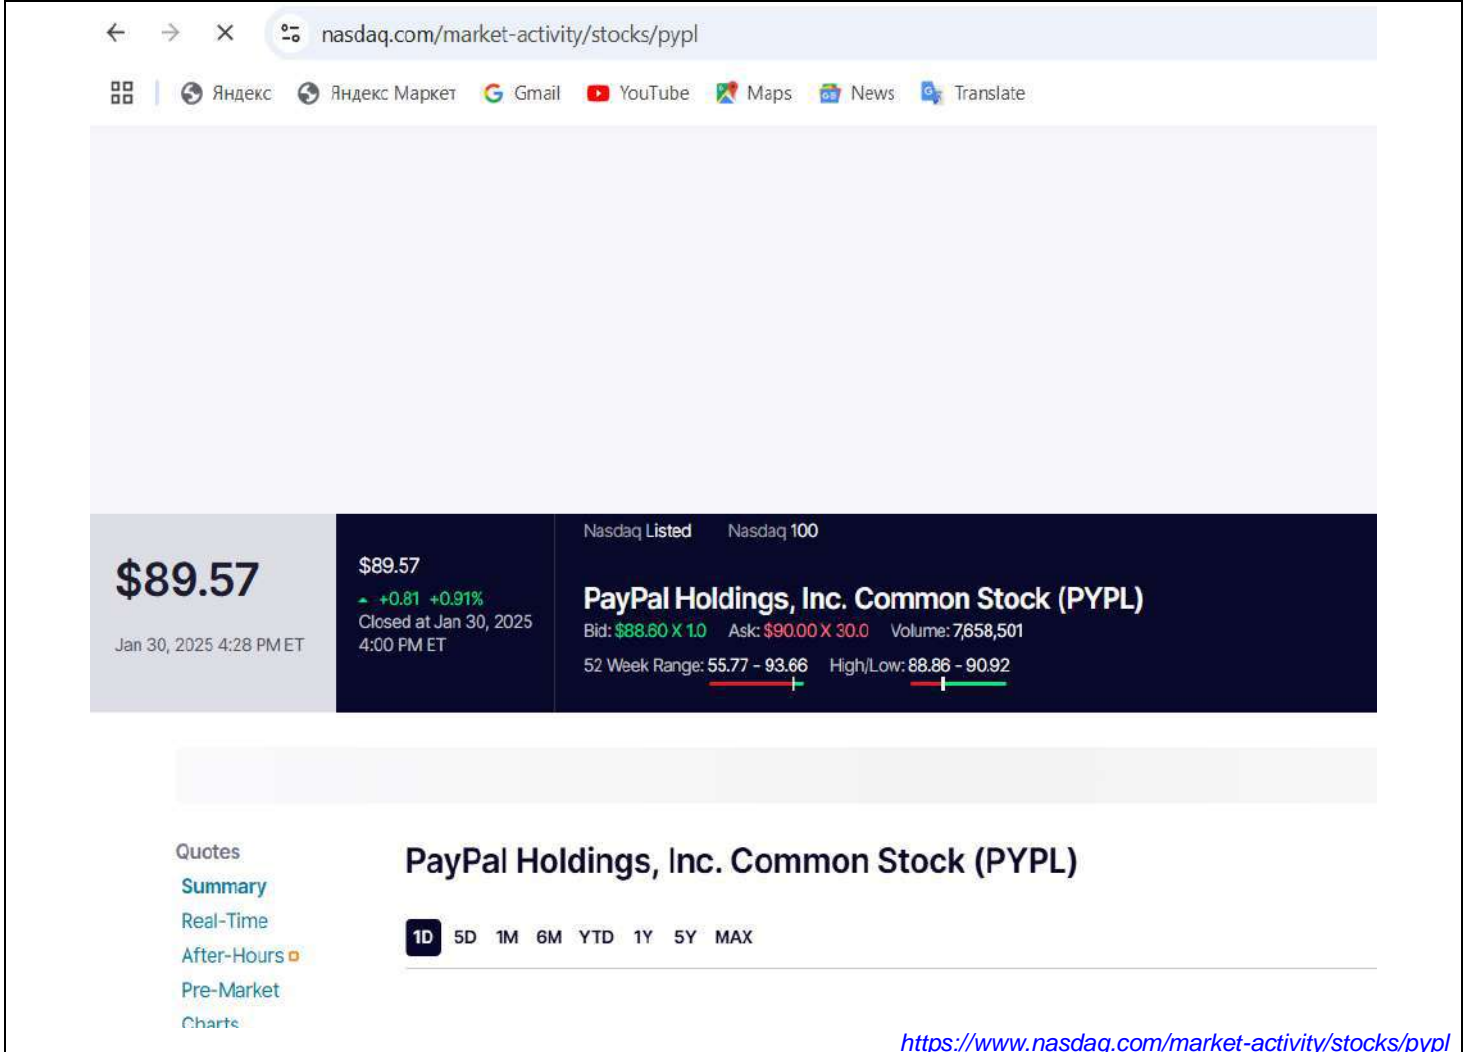 nasdaq.com/market-activity/stocks/pypl
Яндекс Яндекс Маркет Gmail YouTube Maps News Translate
Nasdaq Listed Nasdaq 100
$89.57
Jan 30, 2025 4:28 PM ET
$89.57
+0.81 +0.91%
Closed at Jan 30, 2025
4:00 PM ET
PayPal Holdings, Inc. Common Stock (PYPL)
Bid: $88.60 X 1.0 Ask: $90.00 X 30.0 Volume: 7,658,501
52 Week Range: 55.77 - 93.66 High/Low: 88.86 - 90.92
Quotes
Summary
Real-Time
After-Hours
Pre-Market
Charts
PayPal Holdings, Inc. Common Stock (PYPL)
1D 5D 1M 6M YTD 1Y 5Y MAX
https://www.nasdaq.com/market-activity/stocks/pypl